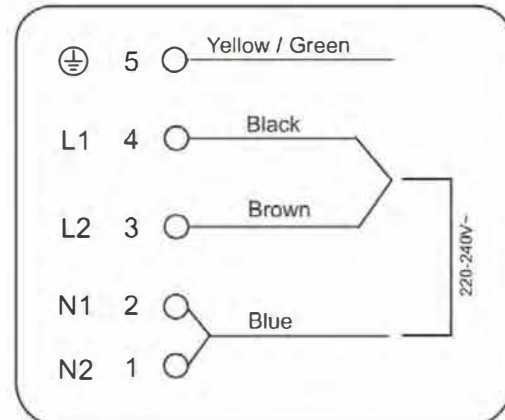 5 Yellow / Green
L1 4 Black
L2 3 Brown
220-240V~
N1 2 Blue
N2 1